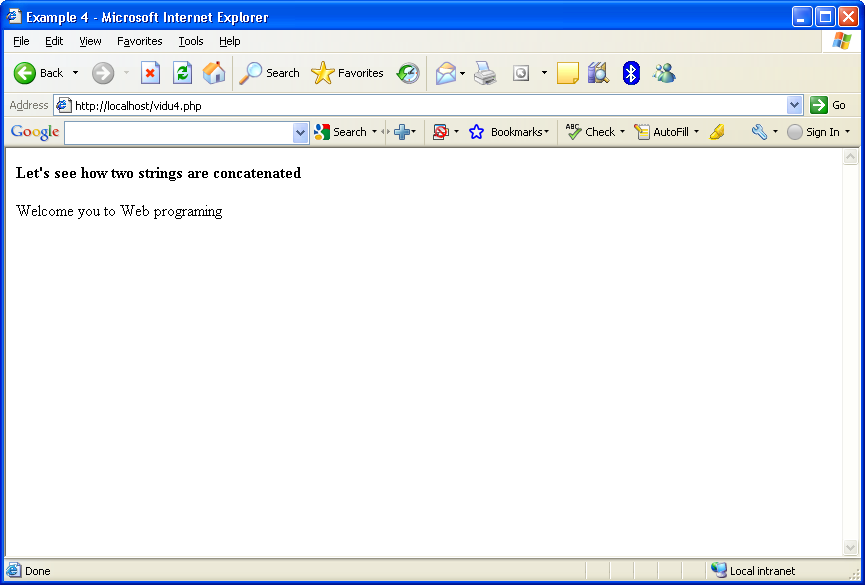 Example 4 - Microsoft Internet Explorer
File Edit View Favorites Tools Help
Back Search Favorites
Address http://localhost/vidu4.php Go
Google Search Bookmarks ABC Check AutoFill Sign In
Let's see how two strings are concatenated
Welcome you to Web programing
Done Local intranet